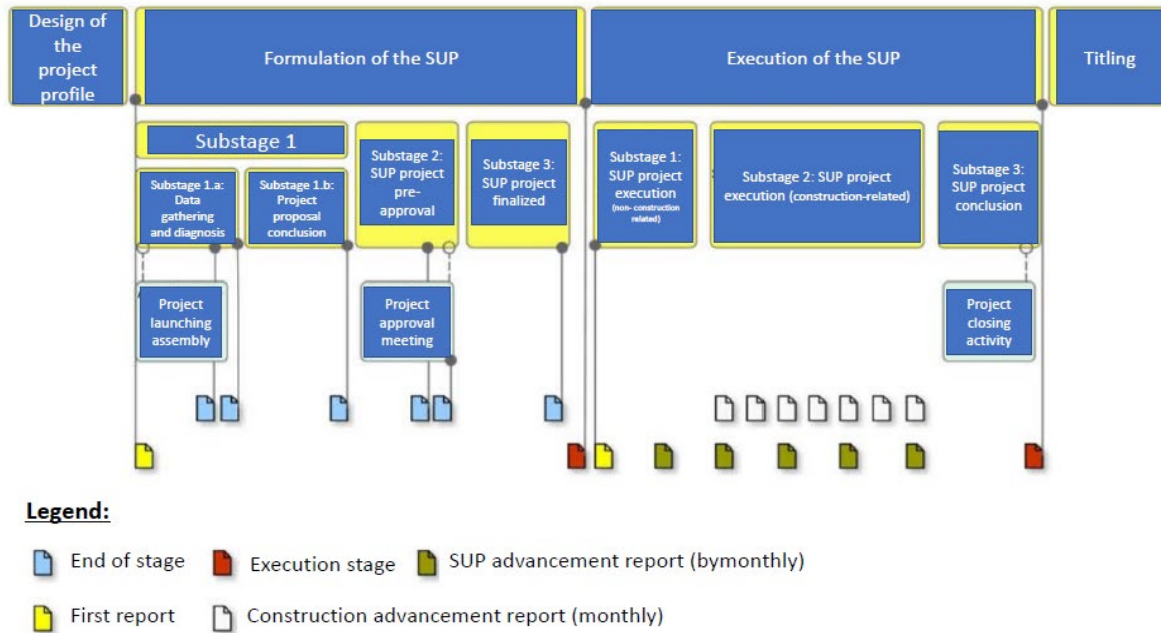 Design of
the
project
profile
Formulation of the SUP
Execution of the SUP
Titling
Substage 1
Substage 1.a:
Data
gathering
and diagnosis
Substage 1.b:
Project
proposal
conclusion
Substage 2:
SUP project
pre-
approval
Substage 3:
SUP project
finalized
Substage 1:
SUP project
execution
(non- construction
related)
Substage 2: SUP project
execution (construction-related)
Substage 3:
SUP project
conclusion
Project
launching
assembly
Project
approval
meeting
Project
closing
activity
Legend:
End of stage
Execution stage
SUP advancement report (bymonthly)
First report
Construction advancement report (monthly)